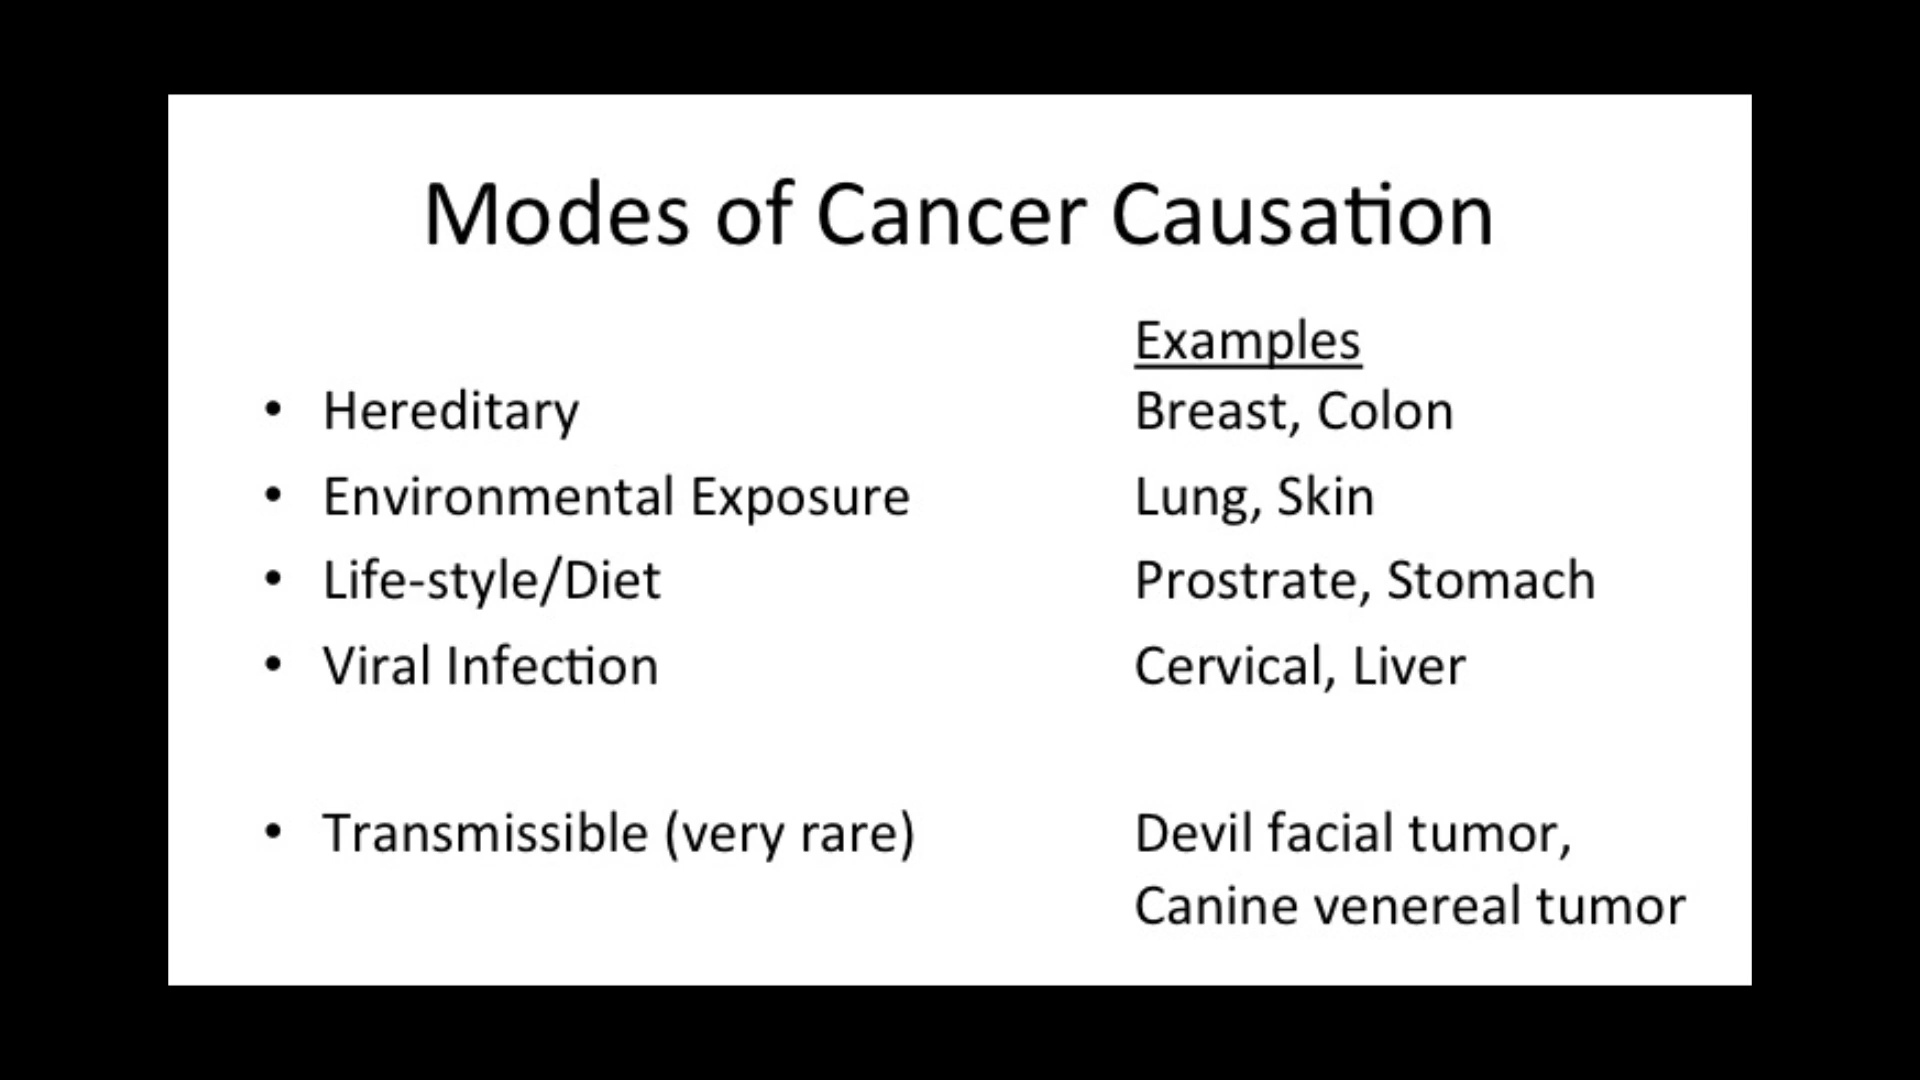 Modes of Cancer Causation
Examples
• Hereditary Breast, Colon
• Environmental Exposure Lung, Skin
• Life-style/Diet Prostrate, Stomach
• Viral Infection Cervical, Liver
• Transmissible (very rare) Devil facial tumor,
Canine venereal tumor